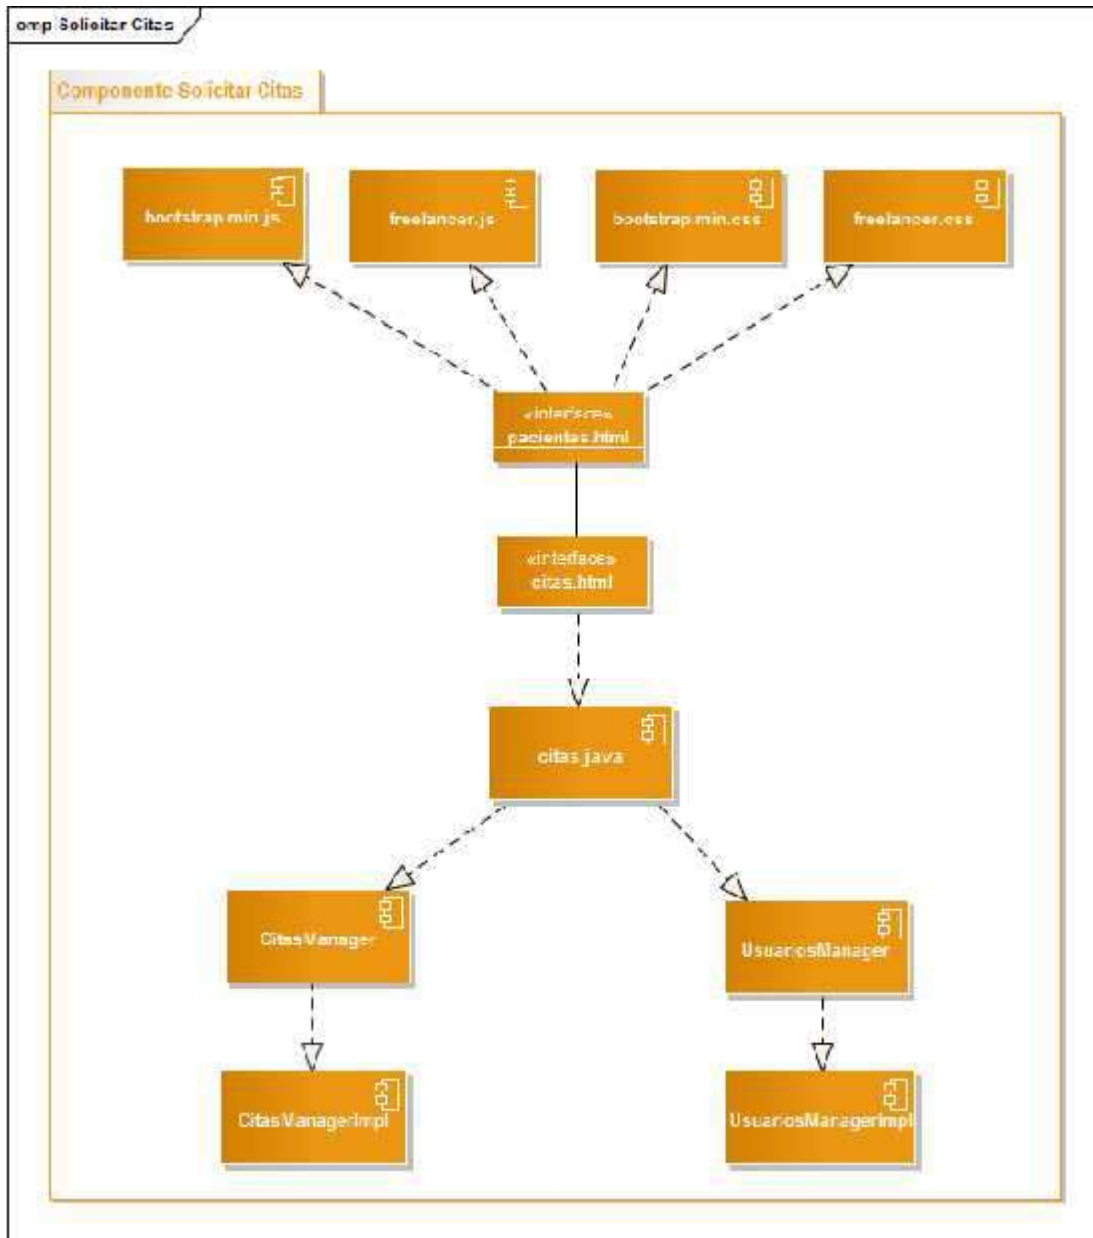 omp Solicitar Citas
Componente Solicitar Citas
bootstrap.min.js
freelancer.js
bootstrap.min.css
freelancer.css
«interface»
pacientes.html
«interface»
citas.html
citas.java
CitasManager
UsuariosManager
CitasManagerImpl
UsuariosManagerImpl